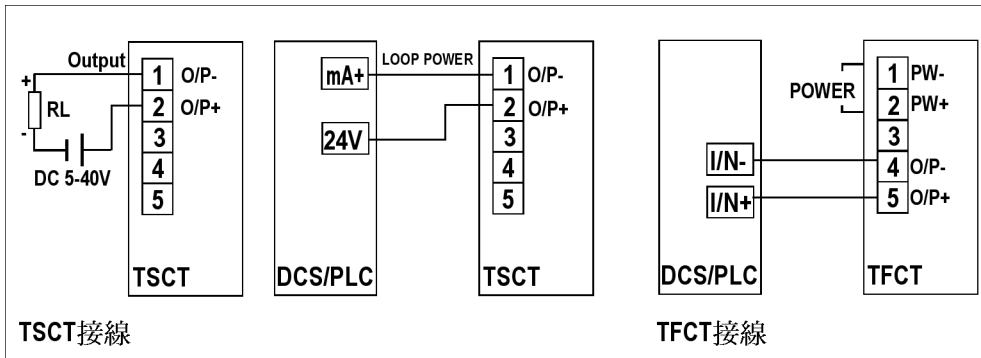 Output
+
RL
-
DC 5-40V
1 O/P-
2 O/P+
3
4
5
TSCT
mA+
LOOP POWER
24V
DCS/PLC
1 O/P-
2 O/P+
3
4
5
TSCT
TSCT接線
I/N-
I/N+
DCS/PLC
POWER
1 PW-
2 PW+
3
4 O/P-
5 O/P+
TFCT
TFCT接線